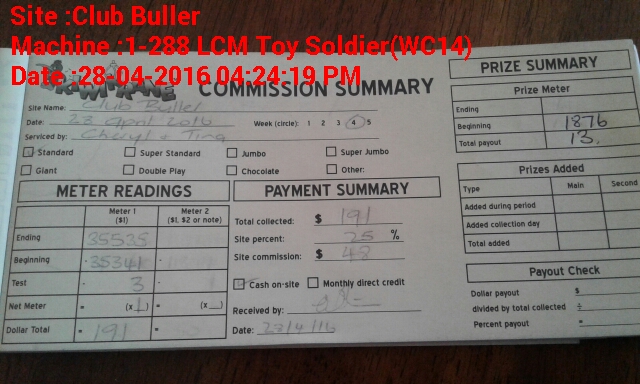 Site :Club Buller
Machine :1-288 LCM Toy Soldier(WC14)
Date :28-04-2016 04:24:19 PM
COMMISSION SUMMARY
Site Name: Club Buller
Date: 23 April 2016 Week (circle): 1 2 3 4 5
Serviced by: Cheryl + Tina
Standard Super Standard Jumbo Super Jumbo
Giant Double Play Chocolate Other:
METER READINGS
Meter 1 ($1) Meter 2 ($1, $2 or note)
Ending 35535
Beginning - 35341 -
Test - 3 -
Net Meter = (x 1) = (x __)
Dollar Total = 191 =
PAYMENT SUMMARY
Total collected: $ 191
Site percent: 25 %
Site commission: $ 48
Cash on-site Monthly direct credit
Received by:
Date: 23/4/16
PRIZE SUMMARY
Prize Meter
Ending
Beginning 1876
Total payout 13.
Prizes Added
Type Main Second
Added during period
Added collection day
Total added
Payout Check
Dollar payout $
divided by total collected ÷
Percent payout =